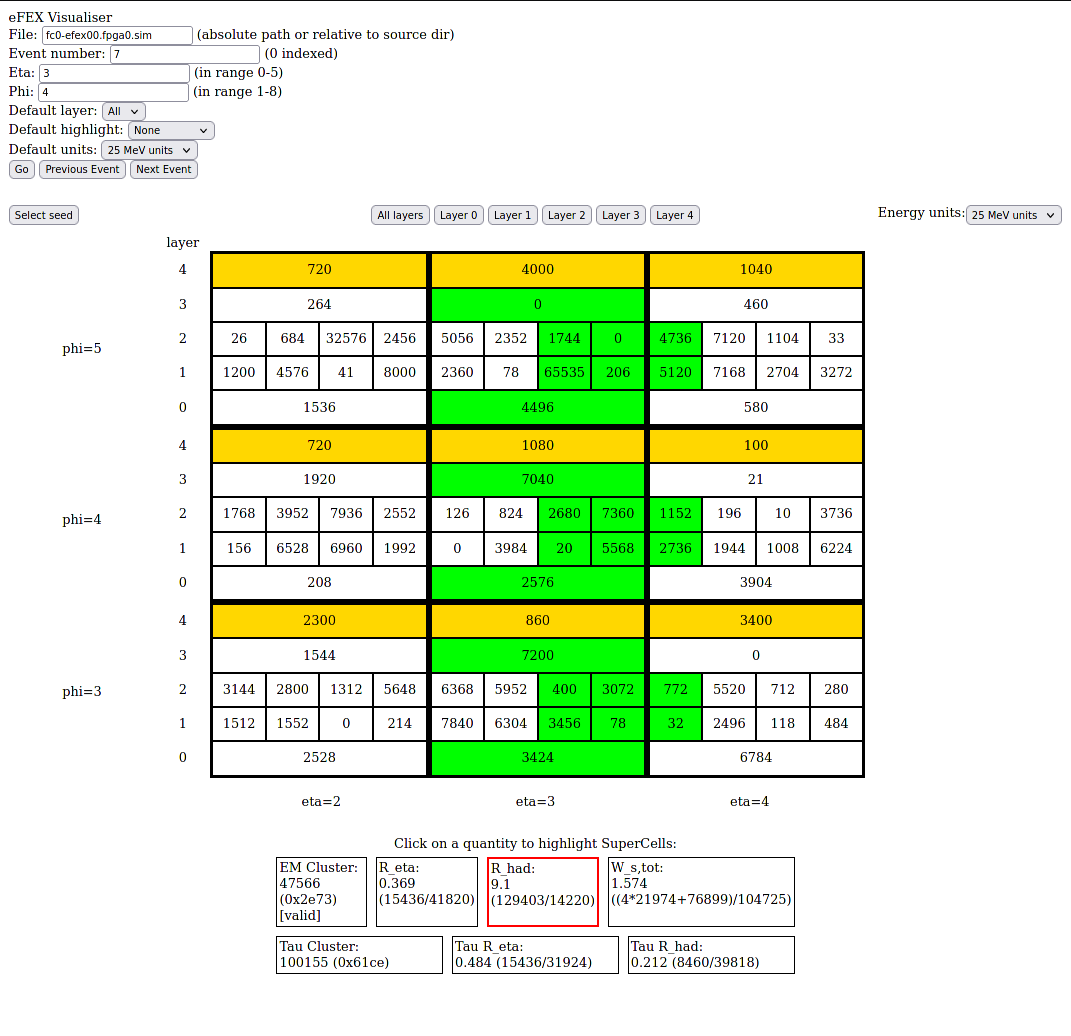 eFEX Visualiser
File: fc0-efex00.fpga0.sim (absolute path or relative to source dir)
Event number: 7 (0 indexed)
Eta: 3 (in range 0-5)
Phi: 4 (in range 1-8)
Default layer: All
Default highlight: None
Default units: 25 MeV units
Go Previous Event Next Event
Select seed All layers Layer 0 Layer 1 Layer 2 Layer 3 Layer 4 Energy units: 25 MeV units
layer
4 720 4000 1040
3 264 0 460
phi=5
2 26 684 32576 2456 5056 2352 1744 0 4736 7120 1104 33
1 1200 4576 41 8000 2360 78 65535 206 5120 7168 2704 3272
0 1536 4496 580
4 720 1080 100
3 1920 7040 21
phi=4
2 1768 3952 7936 2552 126 824 2680 7360 1152 196 10 3736
1 156 6528 6960 1992 0 3984 20 5568 2736 1944 1008 6224
0 208 2576 3904
4 2300 860 3400
3 1544 7200 0
phi=3
2 3144 2800 1312 5648 6368 5952 400 3072 772 5520 712 280
1 1512 1552 0 214 7840 6304 3456 78 32 2496 118 484
0 2528 3424 6784
eta=2 eta=3 eta=4
Click on a quantity to highlight SuperCells:
EM Cluster:
47566
(0x2e73)
[valid]
R_eta:
0.369
(15436/41820)
R_had:
9.1
(129403/14220)
W_s,tot:
1.574
((4*21974+76899)/104725)
Tau Cluster:
100155 (0x61ce)
Tau R_eta:
0.484 (15436/31924)
Tau R_had:
0.212 (8460/39818)